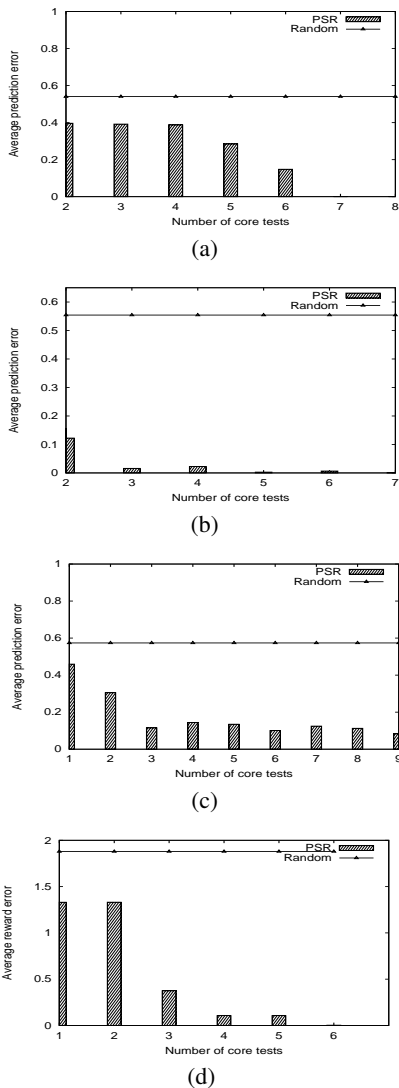 PSR
Random
Average prediction error
1
0.8
0.6
0.4
0.2
0
2 3 4 5 6 7 8
Number of core tests
(a)
PSR
Random
Average prediction error
0.6
0.5
0.4
0.3
0.2
0.1
0
2 3 4 5 6 7
Number of core tests
(b)
PSR
Random
Average prediction error
1
0.8
0.6
0.4
0.2
0
1 2 3 4 5 6 7 8 9
Number of core tests
(c)
PSR
Random
Average reward error
2
1.5
1
0.5
0
1 2 3 4 5 6
Number of core tests
(d)